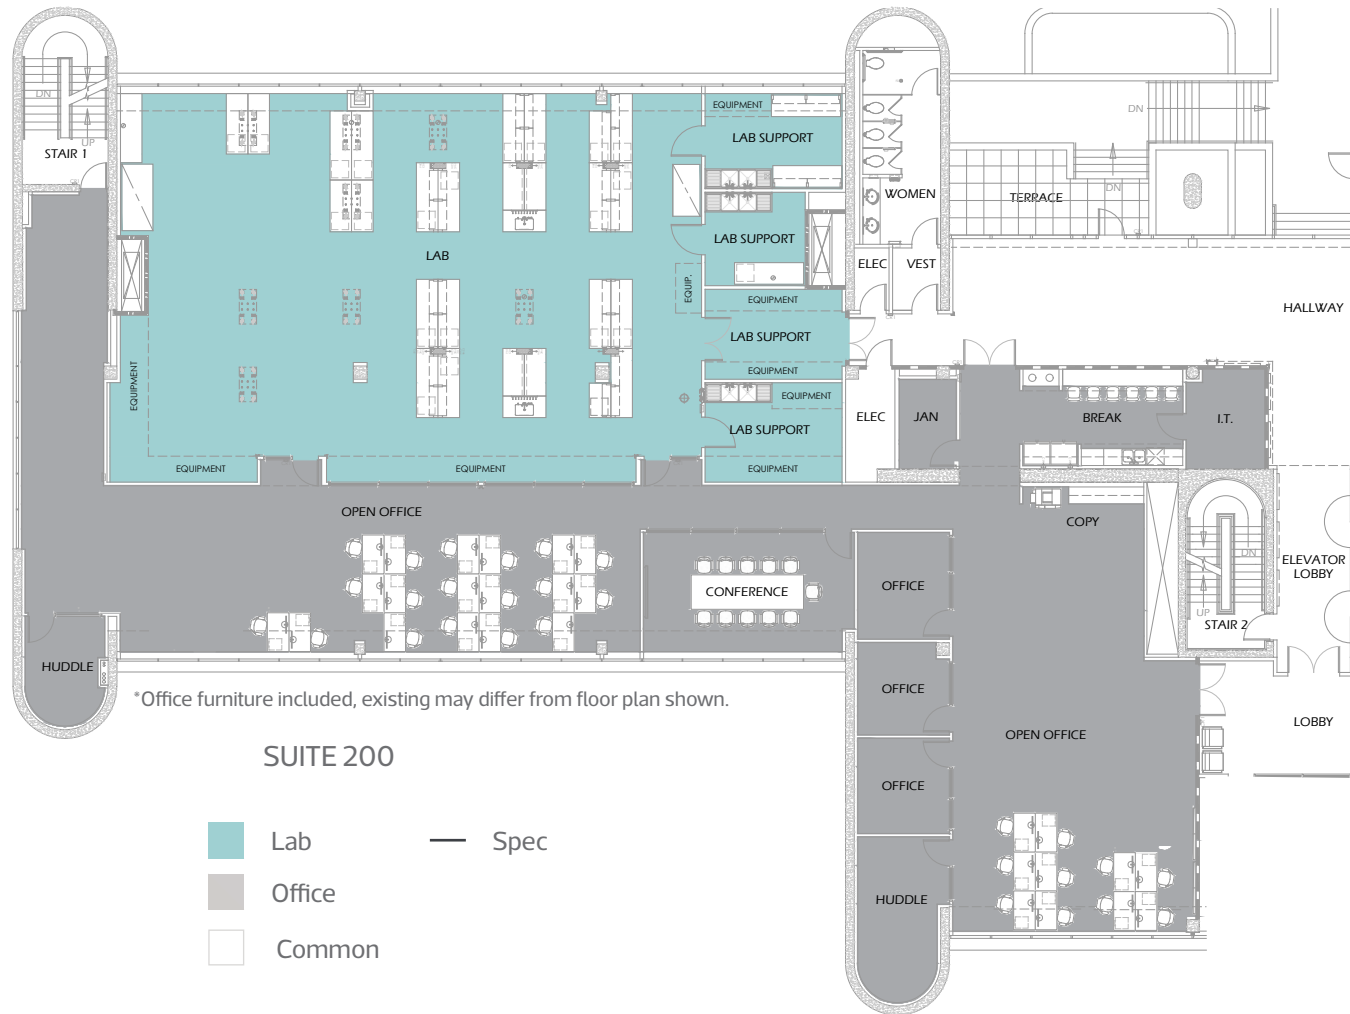 DN
UP
STAIR 1
EQUIPMENT
LAB SUPPORT
DN
WOMEN
TERRACE
DN
LAB SUPPORT
LAB
ELEC
VEST
EQUIP.
EQUIPMENT
HALLWAY
LAB SUPPORT
EQUIPMENT
EQUIPMENT
EQUIPMENT
ELEC
JAN
BREAK
I.T.
LAB SUPPORT
EQUIPMENT
EQUIPMENT
EQUIPMENT
OPEN OFFICE
COPY
DN
ELEVATOR
LOBBY
CONFERENCE
OFFICE
UP
STAIR 2
HUDDLE
OFFICE
*Office furniture included, existing may differ from floor plan shown.
LOBBY
OPEN OFFICE
SUITE 200
OFFICE
Lab
Spec
Office
HUDDLE
Common